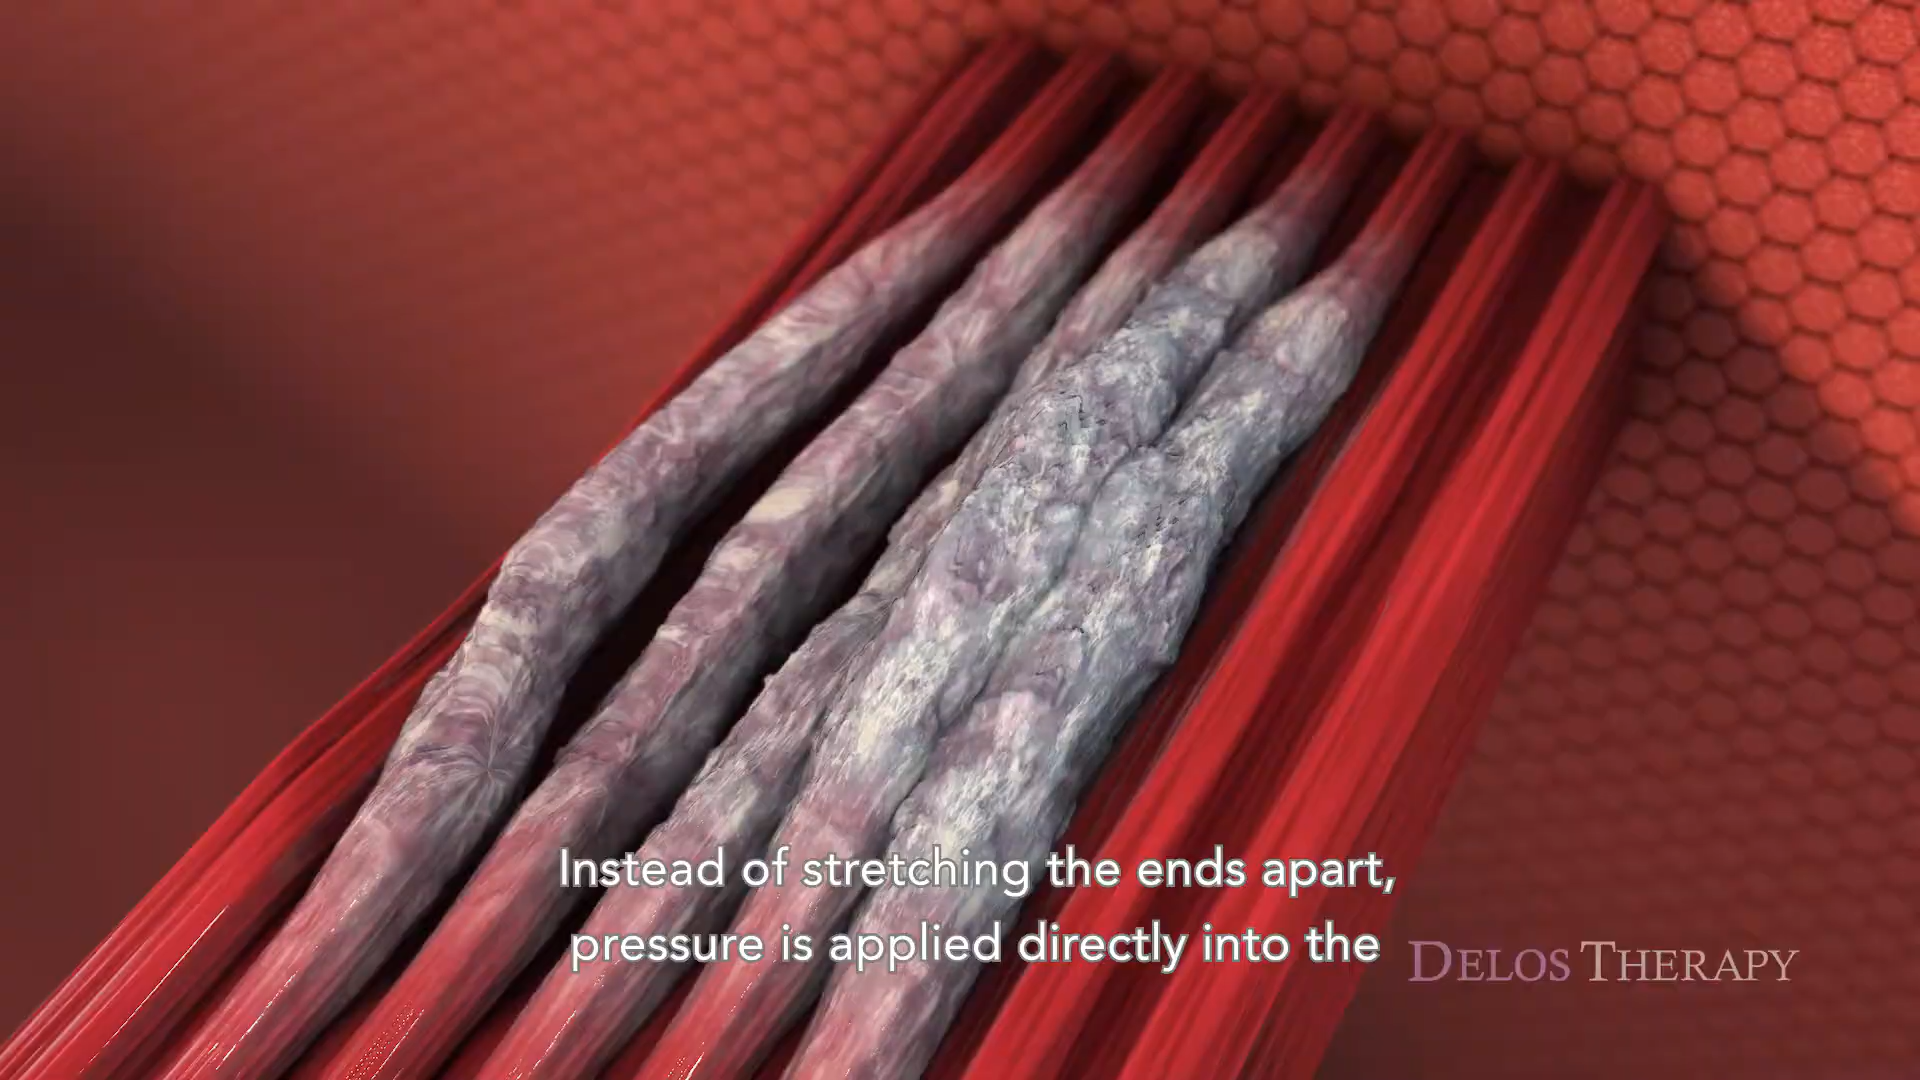 Instead of stretching the ends apart,
pressure is applied directly into the
DELOS THERAPY